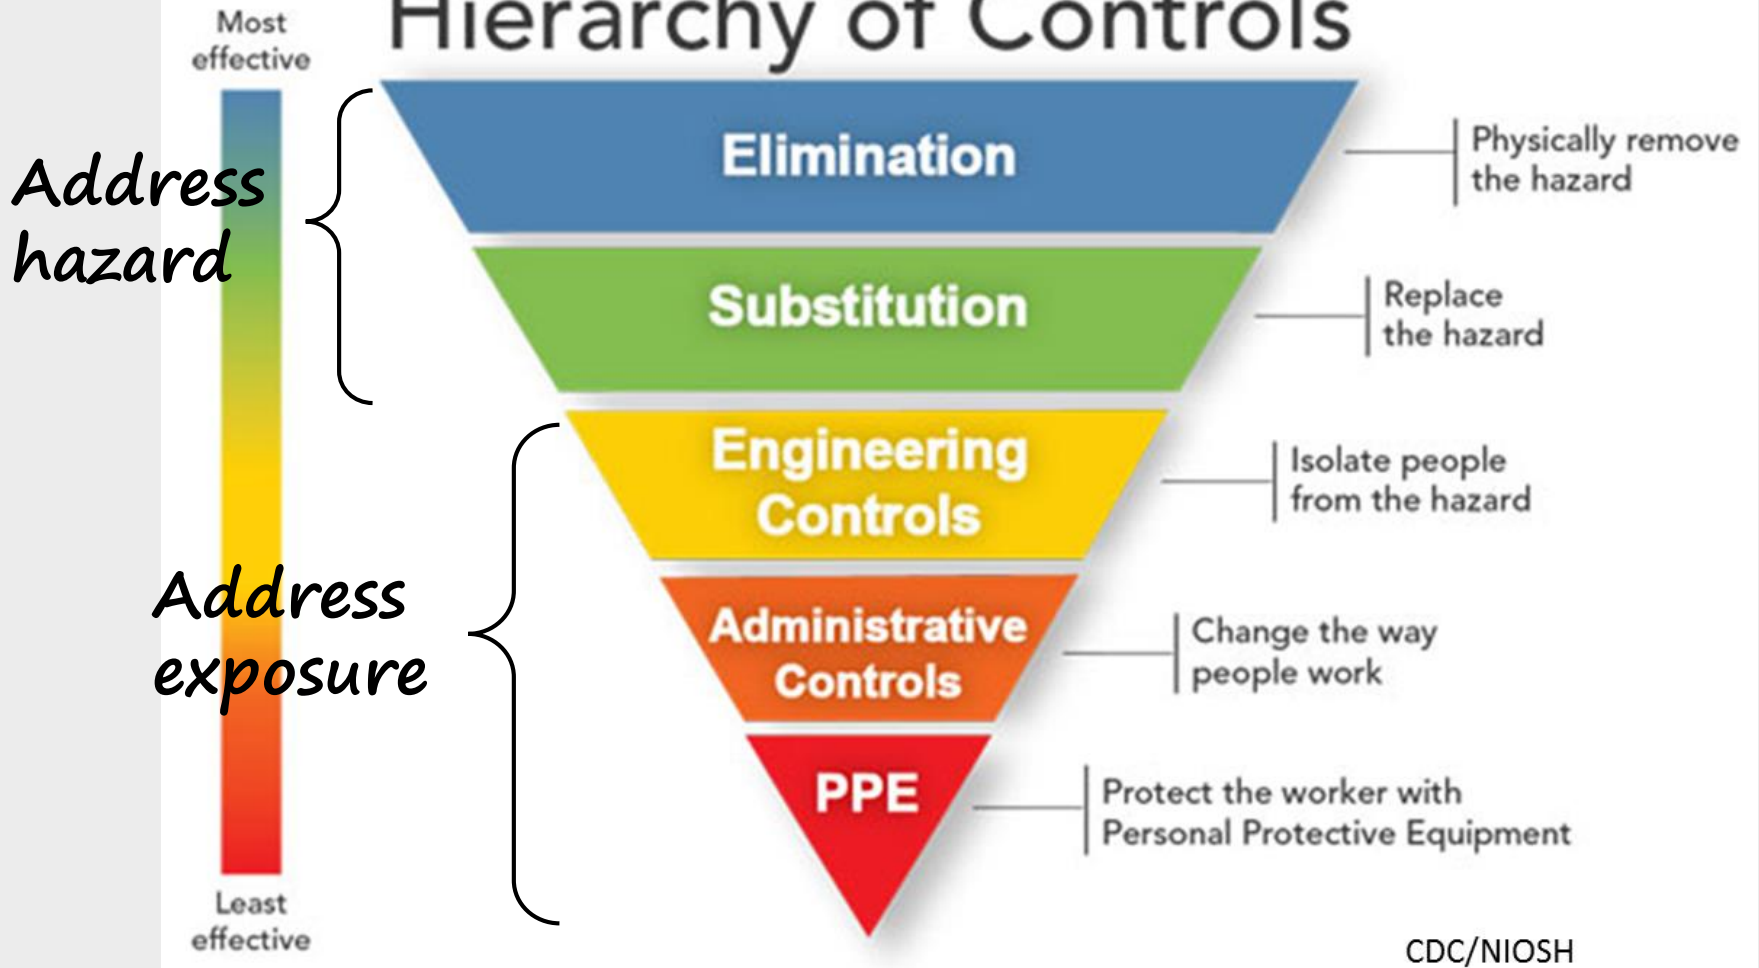 Hierarchy of Controls
Most
effective
Address
hazard
Elimination
Physically remove
the hazard
Substitution
Replace
the hazard
Engineering
Controls
Isolate people
from the hazard
Address
exposure
Administrative
Controls
Change the way
people work
PPE
Protect the worker with
Personal Protective Equipment
Least
effective
CDC/NIOSH